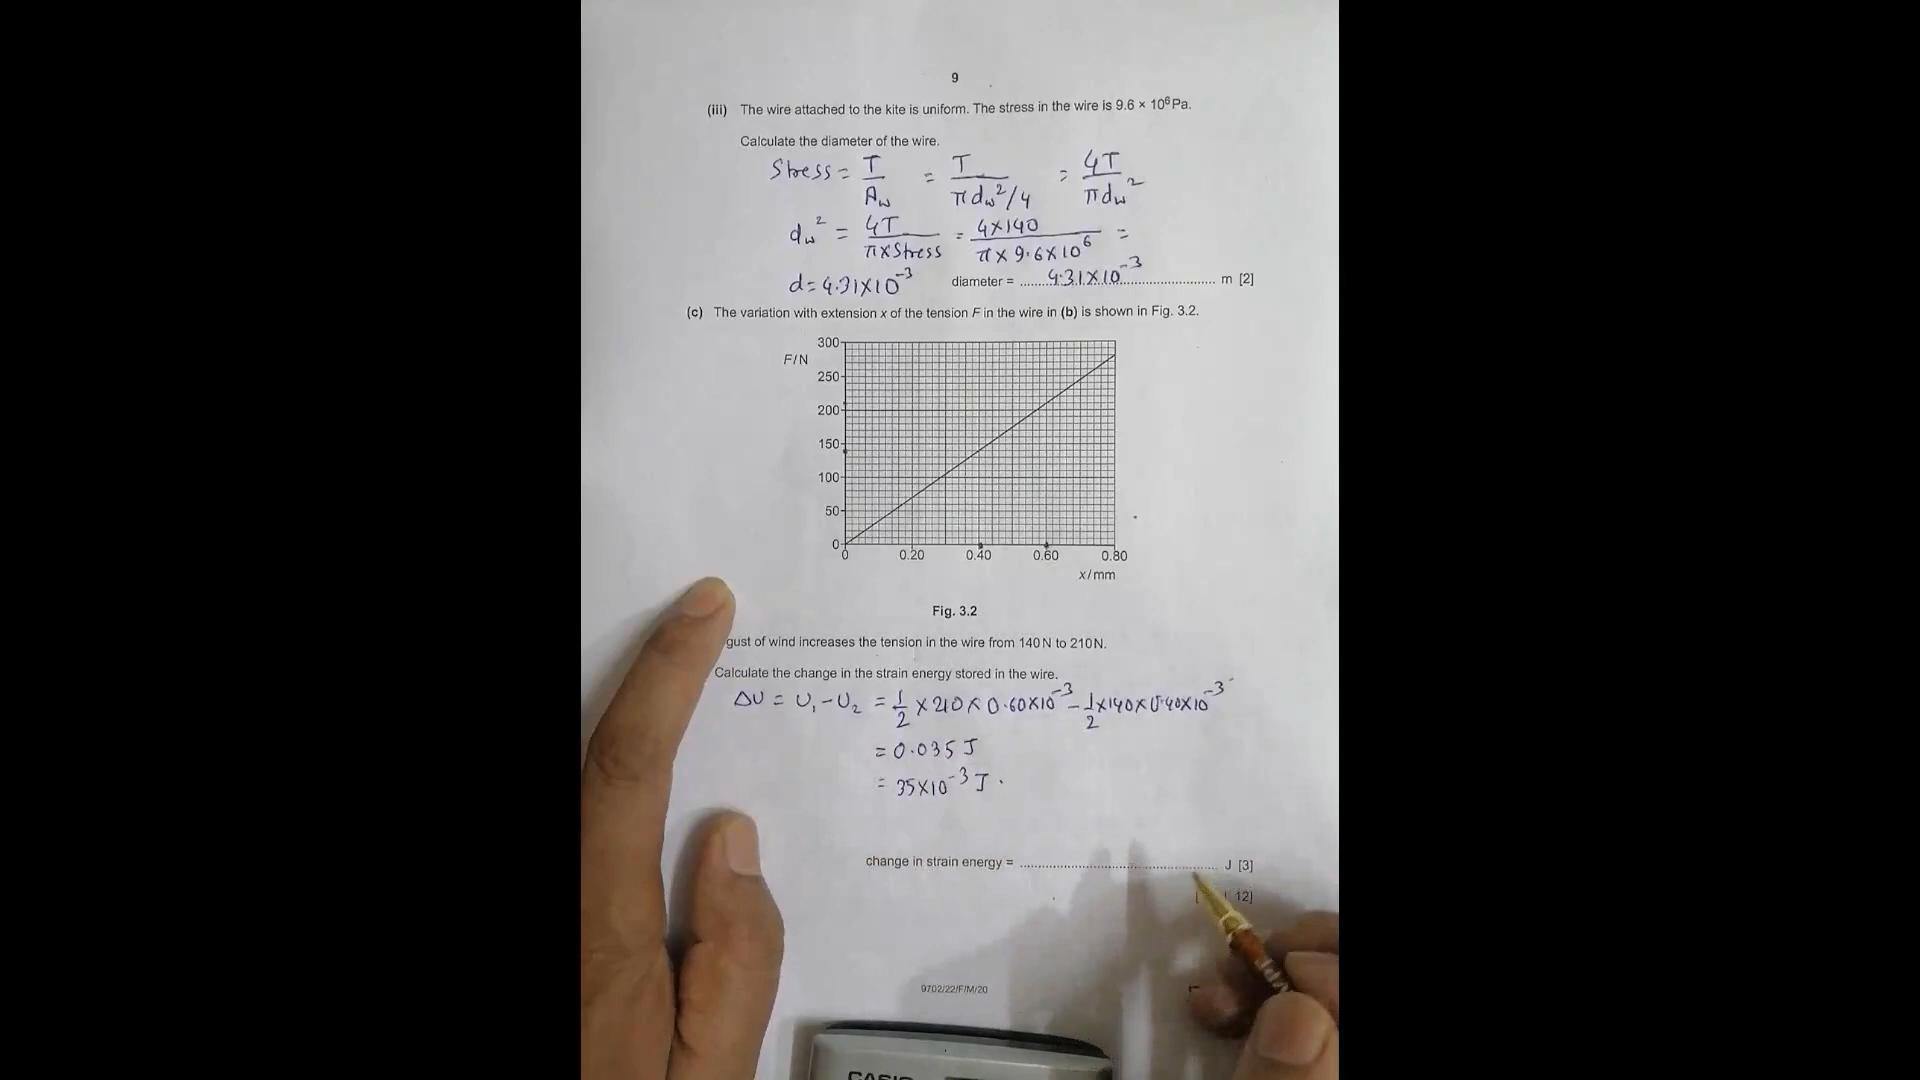 9
(iii) The wire attached to the kite is uniform. The stress in the wire is 9.6 × 10⁶ Pa.
Calculate the diameter of the wire.
Stress = T/A_w = T/(πd_w²/4) = 4T/πd_w²
d_w² = 4T/(π×Stress) = 4×140/(π×9.6×10⁶) =
d=4.31×10⁻³ diameter = ....4.31×10⁻³.... m [2]
(c) The variation with extension x of the tension F in the wire in (b) is shown in Fig. 3.2.
300
F/N
250
200
150
100
50
0
0 0.20 0.40 0.60 0.80
x/mm
Fig. 3.2
gust of wind increases the tension in the wire from 140 N to 210 N.
Calculate the change in the strain energy stored in the wire.
ΔU = U₁ - U₂ = 1/2 × 210 × 0.60×10⁻³ - 1/2 × 140 × 0.40×10⁻³
= 0.035 J
= 35×10⁻³ J.
change in strain energy = .................... J [3]
12]
9702/22/F/M/20
CASIO